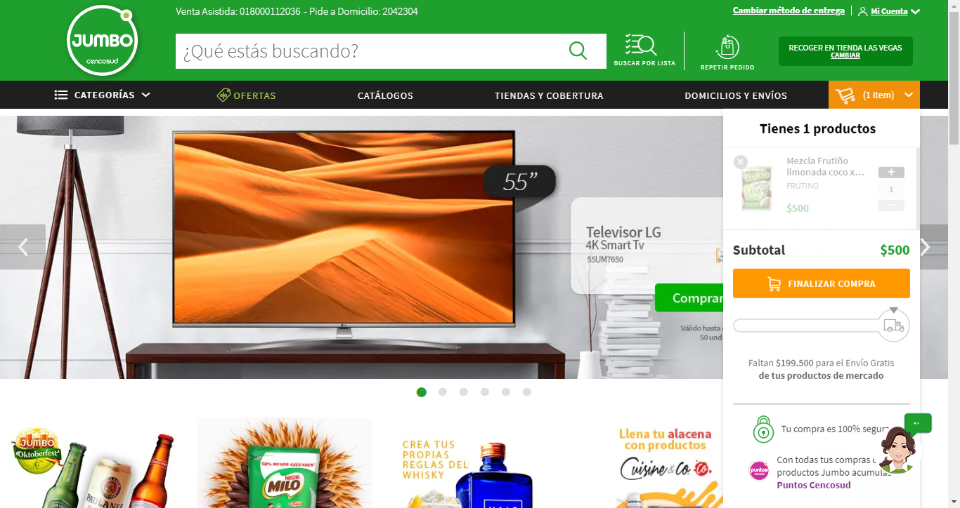 Venta Asistida: 018000112036 - Pide a Domicilio: 2042304
Cambiar método de entrega
Mi Cuenta
JUMBO
cencosud
¿Qué estás buscando?
BUSCAR POR LISTA
REPETIR PEDIDO
RECOGER EN TIENDA LAS VEGAS
CAMBIAR
CATEGORÍAS
OFERTAS
CATÁLOGOS
TIENDAS Y COBERTURA
DOMICILIOS Y ENVÍOS
(1 item)
Tienes 1 productos
Mezcla Frutiño
limonada coco x...
FRUTINO
1
$500
Subtotal
$500
FINALIZAR COMPRA
Faltan $199.500 para el Envío Gratis
de tus productos de mercado
Tu compra es 100% segura
Con todas tus compras
productos Jumbo acumulas
puntos
Puntos Cencosud
55”
Televisor LG
4K Smart Tv
55UM7650
Comprar
Válido hasta
50 und
JUMBO
Oktoberfest
PAULANER
MENOS AZÚCAR
MILO
CREA TUS
PROPIAS
REGLAS DEL
WHISKY
Llena tu alacena
con productos
Cuisine & Co